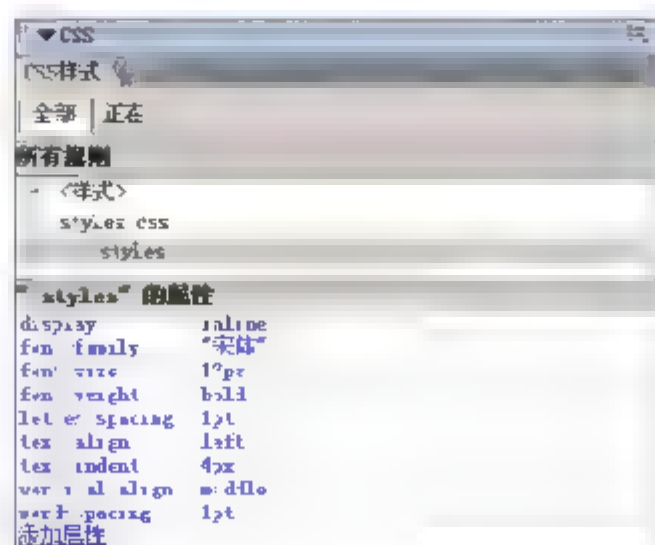 CSS
CSS样式
全部 正在
所有规则
<样式>
styles.css
styles
"styles" 的属性
display inline
font-family "宋体"
font-size
font-weight bold
letter-spacing 1pt
text-align left
text-indent 4px
vertical-align middle
word-spacing 1pt
添加属性